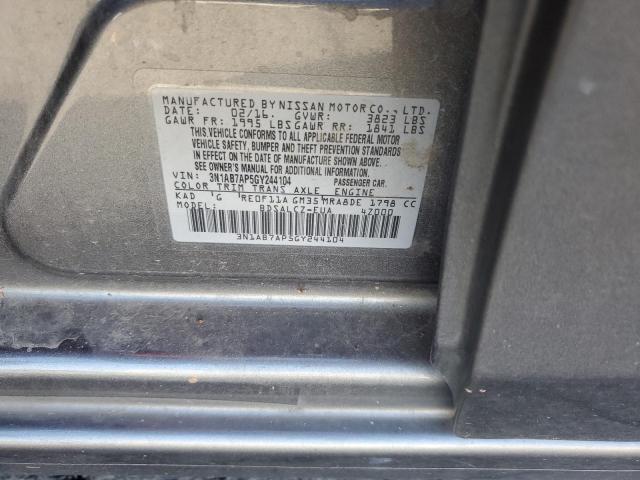 MANUFACTURED BY NISSAN MOTOR CO., LTD.
DATE: 02/16. GVWR: 3823 LBS
GAWR FR: 1995 LBS GAWR RR: 1841 LBS
THIS VEHICLE CONFORMS TO ALL APPLICABLE FEDERAL MOTOR
VEHICLE SAFETY, BUMPER AND THEFT PREVENTION STANDARDS
IN EFFECT ON THE DATE OF MANUFACTURE SHOWN ABOVE.
SEE OWNER'S MANUAL FOR ADDITIONAL INFORMATION.
VIN: 3N1AB7AP5GY244104 PASSENGER CAR.
COLOR TRIM TRANS AXLE ENGINE
KAD G RE0F11A GM35 MRA8DE 1798 CC
MODEL: BDSALCZ-EUA 4Z000
3N1AB7AP5GY244104